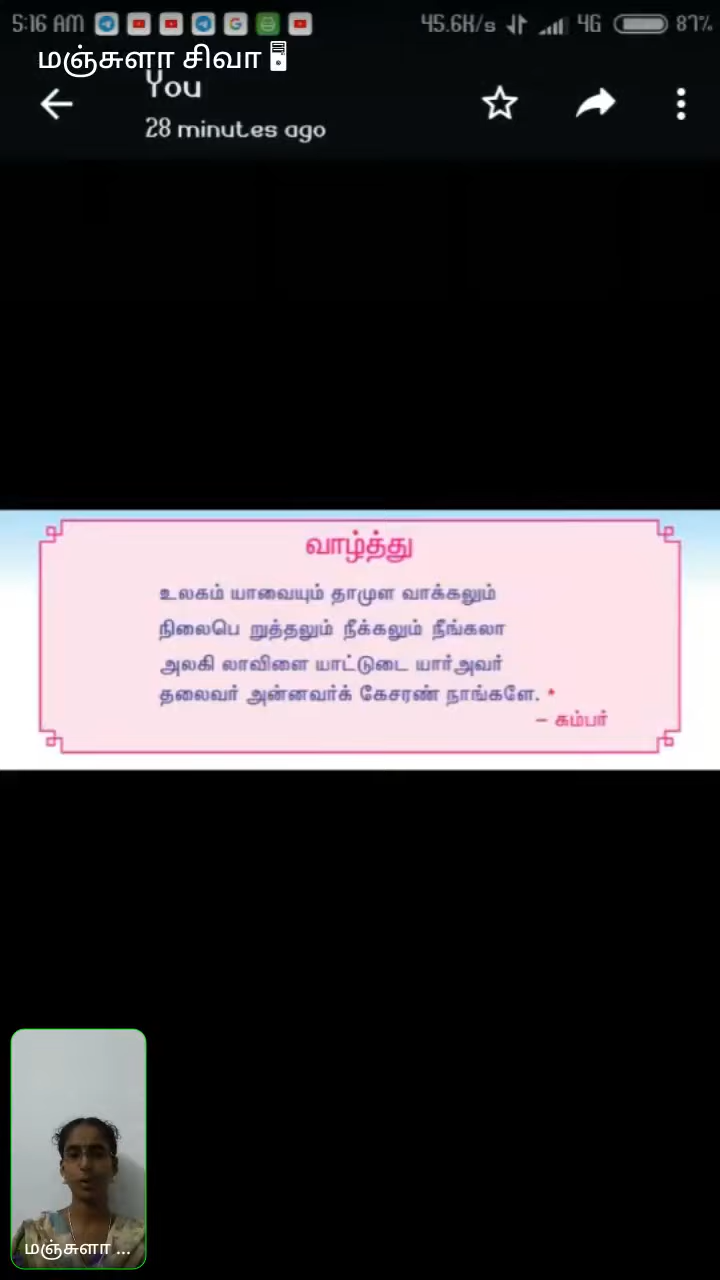 5:16 AM 45.6K/s 4G 87%
மஞ்சுளா சிவா🖥
You
28 minutes ago
வாழ்த்து
உலகம் யாவையும் தாமுள வாக்கலும்
நிலைபெ றுத்தலும் நீக்கலும் நீங்கலா
அலகி லாவிளை யாட்டுடை யார்அவர்
தலைவர் அன்னவர்க் கேசரண் நாங்களே. *
– கம்பர்
மஞ்சுளா ...